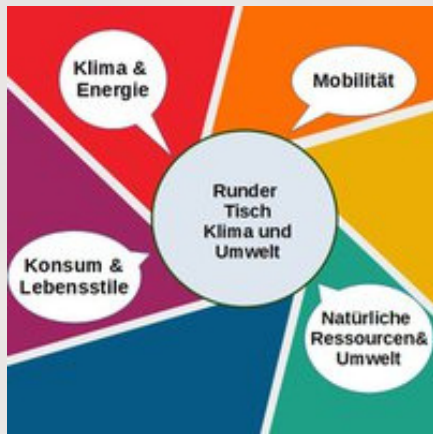 Klima &
Energie
Mobilität
Runder
Tisch
Klima und
Umwelt
Konsum &
Lebensstile
Natürliche
Ressourcen&
Umwelt